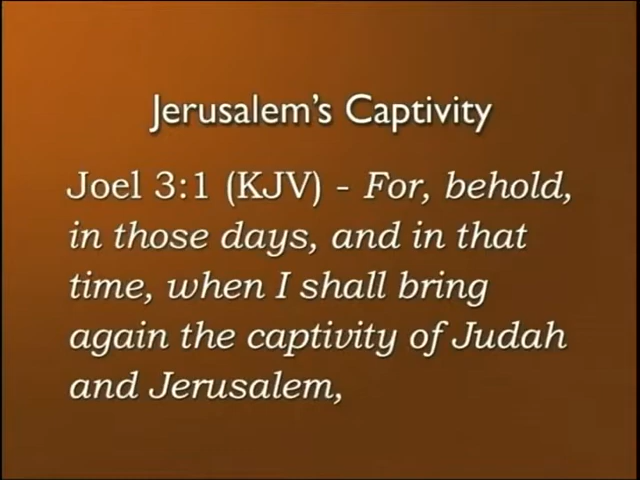 Jerusalem's Captivity
Joel 3:1 (KJV) - For, behold,
in those days, and in that
time, when I shall bring
again the captivity of Judah
and Jerusalem,